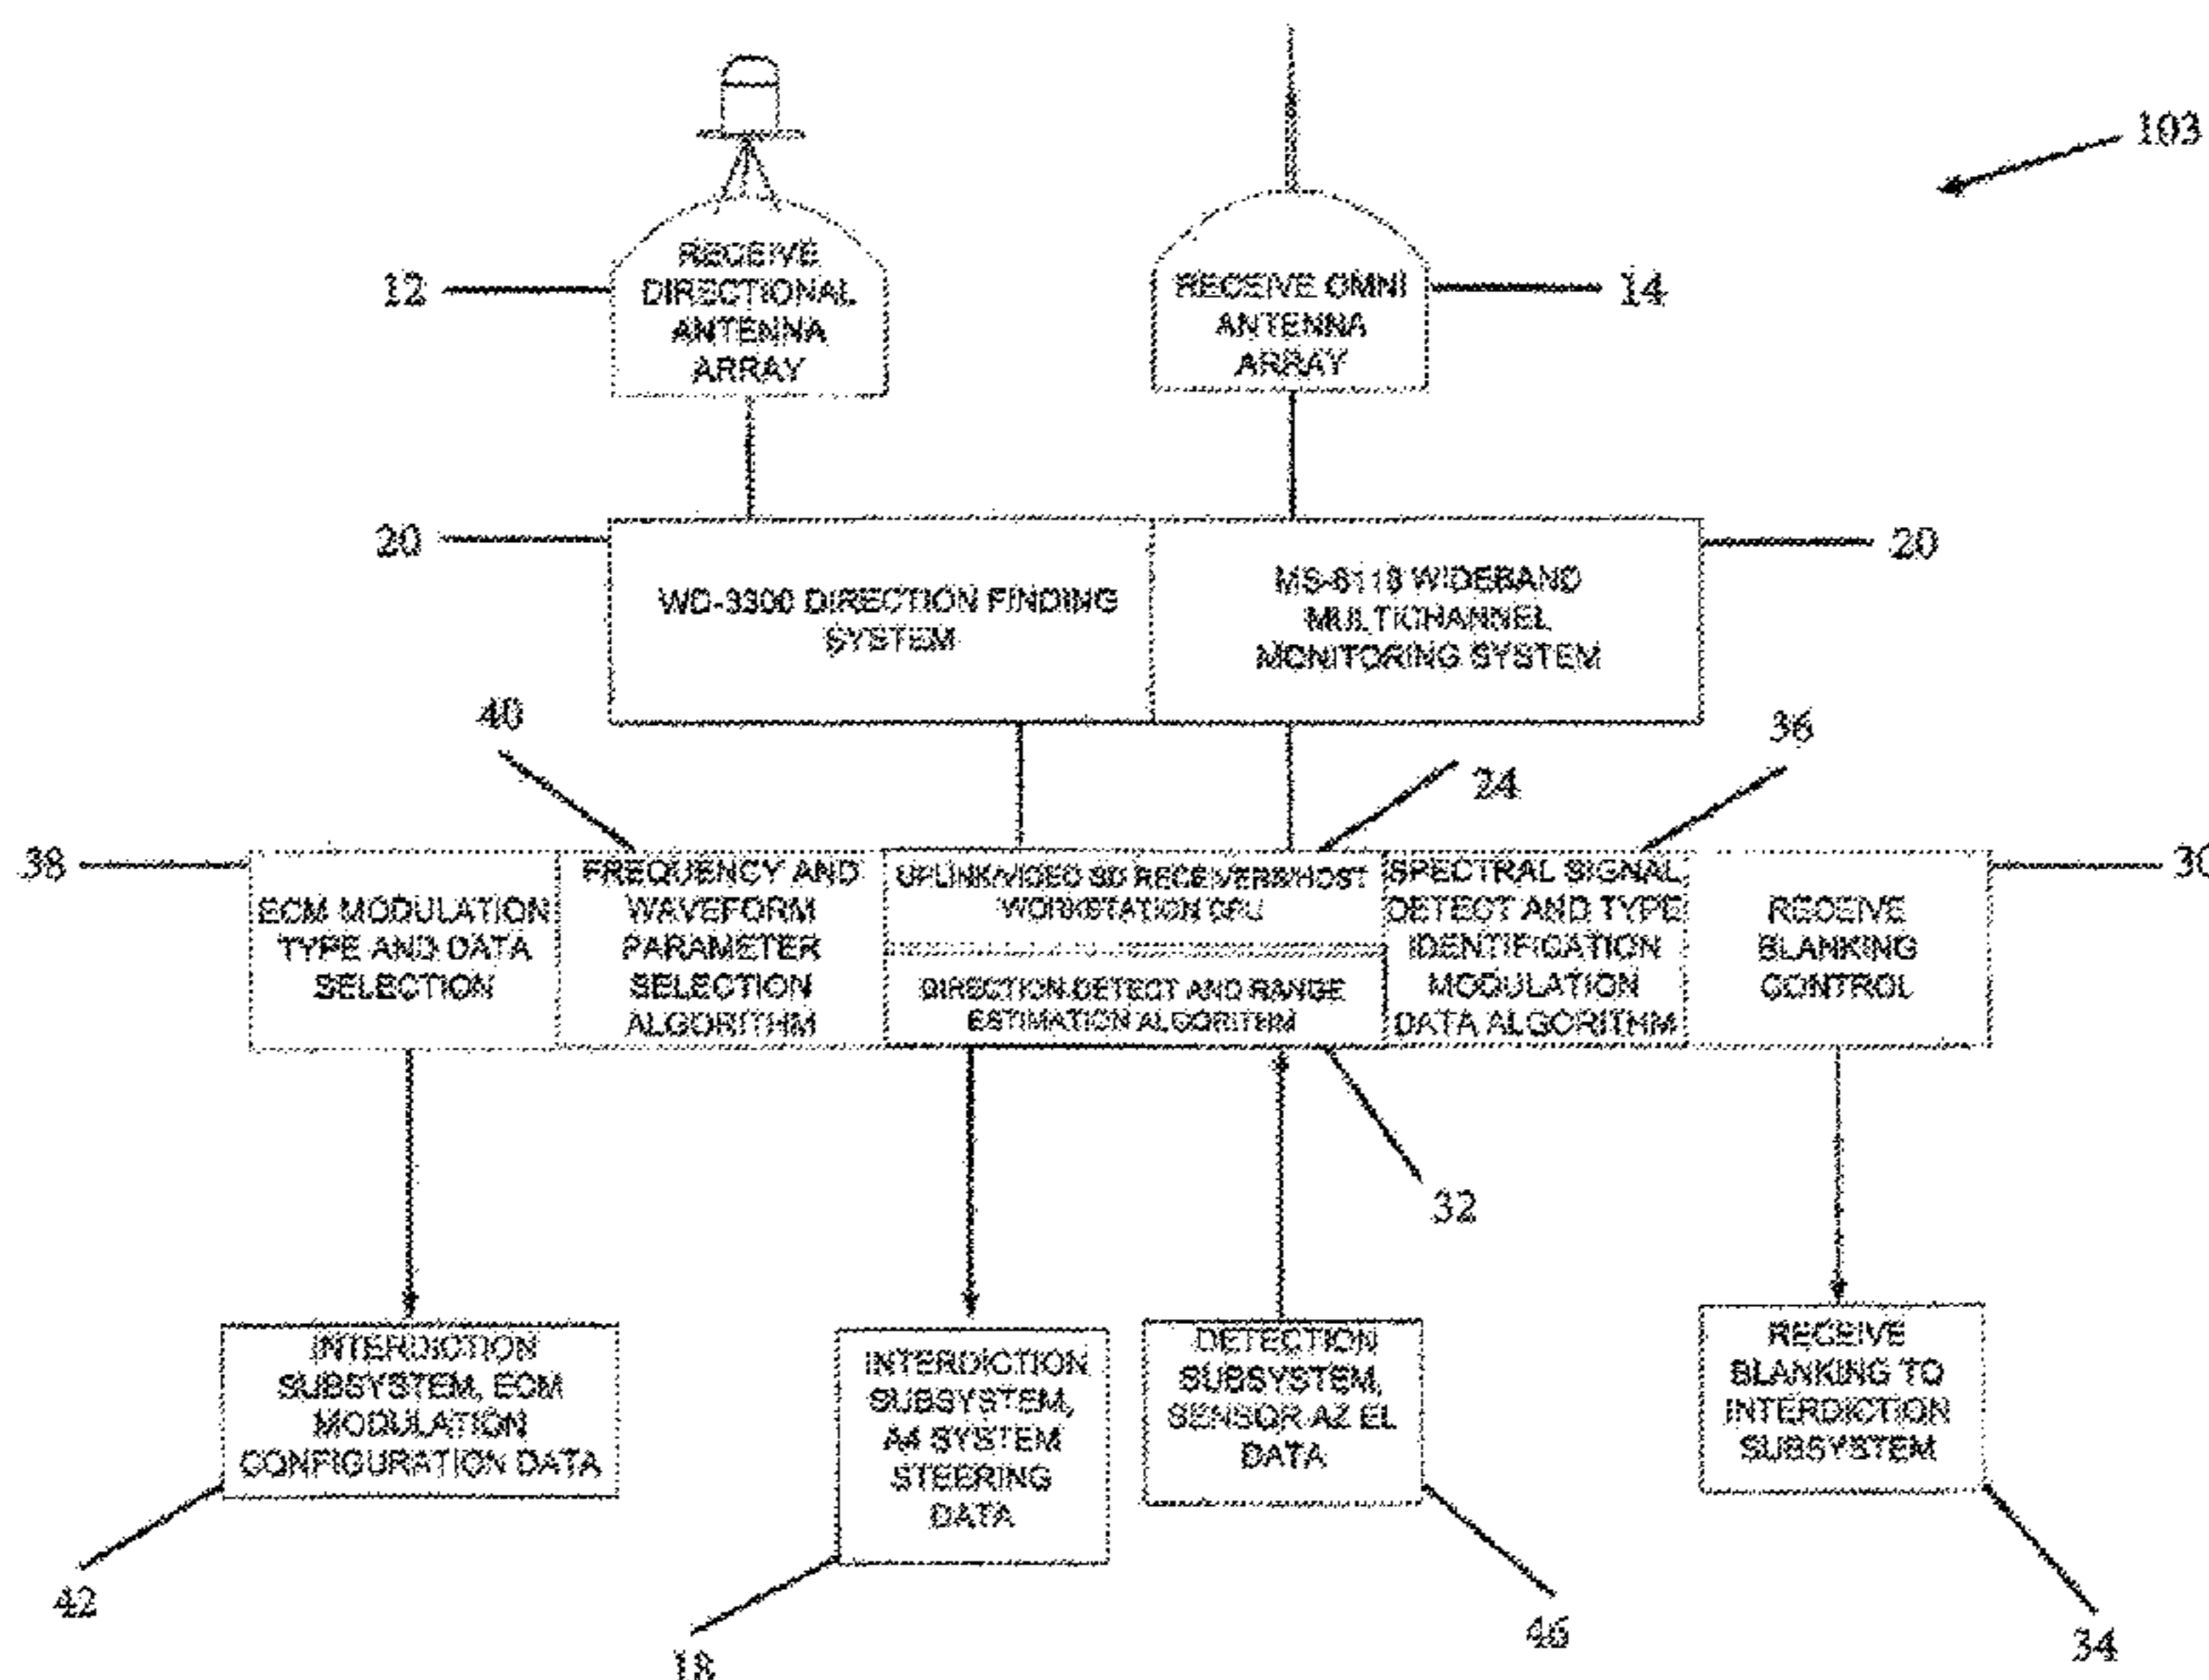 103
RECEIVE
DIRECTIONAL
ANTENNA
ARRAY
12
RECEIVE OMNI
ANTENNA
ARRAY
14
20
WD-3300 DIRECTION FINDING
SYSTEM
MS-8118 WIDEBAND
MULTICHANNEL
MONITORING SYSTEM
20
40
24
36
38
ECM MODULATION
TYPE AND DATA
SELECTION
FREQUENCY AND
WAVEFORM
PARAMETER
SELECTION
ALGORITHM
UPLINK/VIDEO SD RECEIVERS/HOST
WORKSTATION CPU
DIRECTION DETECT AND RANGE
ESTIMATION ALGORITHM
SPECTRAL SIGNAL
DETECT AND TYPE
IDENTIFICATION
MODULATION
DATA ALGORITHM
RECEIVE
BLANKING
CONTROL
30
32
INTERDICTION
SUBSYSTEM, ECM
MODULATION
CONFIGURATION DATA
INTERDICTION
SUBSYSTEM,
A4 SYSTEM
STEERING
DATA
DETECTION
SUBSYSTEM,
SENSOR AZ EL
DATA
RECEIVE
BLANKING TO
INTERDICTION
SUBSYSTEM
42
18
46
34